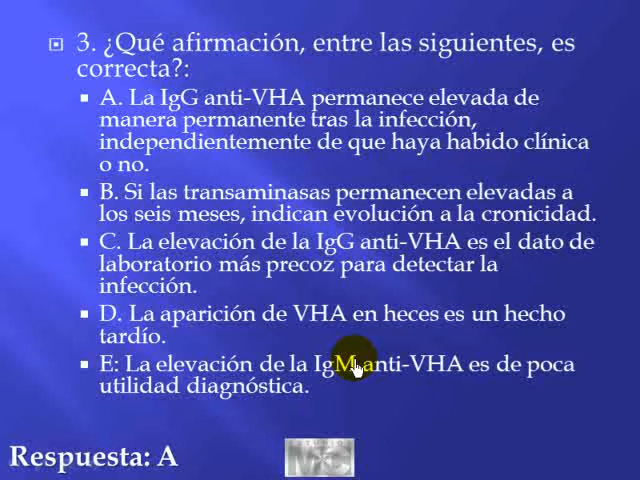 3. ¿Qué afirmación, entre las siguientes, es
correcta?:
A. La IgG anti-VHA permanece elevada de
manera permanente tras la infección,
independientemente de que haya habido clínica
o no.
B. Si las transaminasas permanecen elevadas a
los seis meses, indican evolución a la cronicidad.
C. La elevación de la IgG anti-VHA es el dato de
laboratorio más precoz para detectar la
infección.
D. La aparición de VHA en heces es un hecho
tardío.
E: La elevación de la IgM anti-VHA es de poca
utilidad diagnóstica.
Respuesta: A